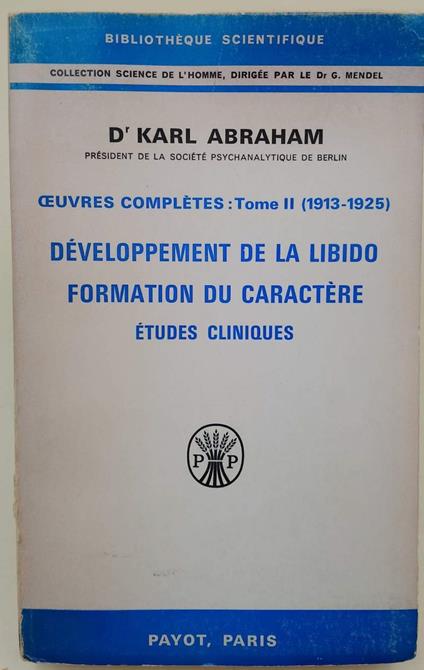 BIBLIOTHÈQUE SCIENTIFIQUE
COLLECTION SCIENCE DE L'HOMME, DIRIGÉE PAR LE Dr G. MENDEL
Dr KARL ABRAHAM
PRÉSIDENT DE LA SOCIÉTÉ PSYCHANALYTIQUE DE BERLIN
ŒUVRES COMPLÈTES : Tome II (1913-1925)
DÉVELOPPEMENT DE LA LIBIDO
FORMATION DU CARACTÈRE
ÉTUDES CLINIQUES
P P
PAYOT, PARIS